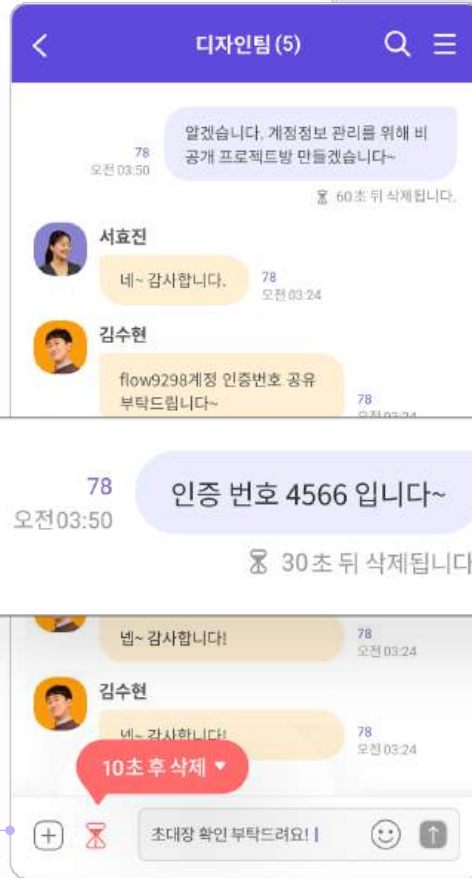 디자인팀(5)
알겠습니다. 계정정보 관리를 위해 비
공개 프로젝트방 만들겠습니다~
78
오전 03:50
60초 뒤 삭제됩니다.
서효진
네~ 감사합니다.
78
오전 03:24
김수현
flow9298계정 인증번호 공유
부탁드립니다~
78
오전 03:24
인증 번호 4566 입니다~
78
오전03:50
30초 뒤 삭제됩니다
넵~ 감사합니다!
78
오전 03:24
김수현
넵~ 감사합니다!
78
오전 03:24
10초 후 삭제
초대장 확인 부탁드려요!